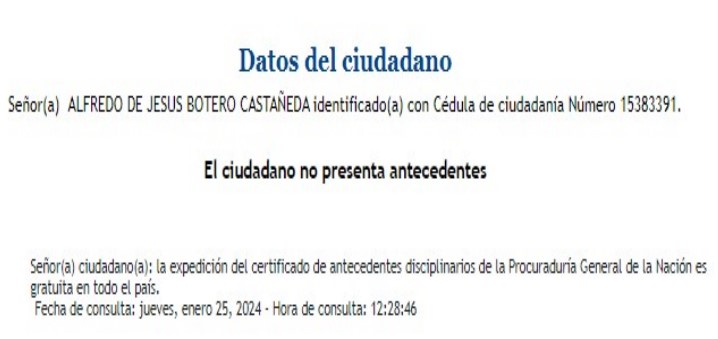 Datos del ciudadano
Señor(a) ALFREDO DE JESUS BOTERO CASTAÑEDA identificado(a) con Cédula de ciudadanía Número 15383391.
El ciudadano no presenta antecedentes
Señor(a) ciudadano(a): la expedición del certificado de antecedentes disciplinarios de la Procuraduría General de la Nación es
gratuita en todo el país.
Fecha de consulta: jueves, enero 25, 2024 - Hora de consulta: 12:28:46